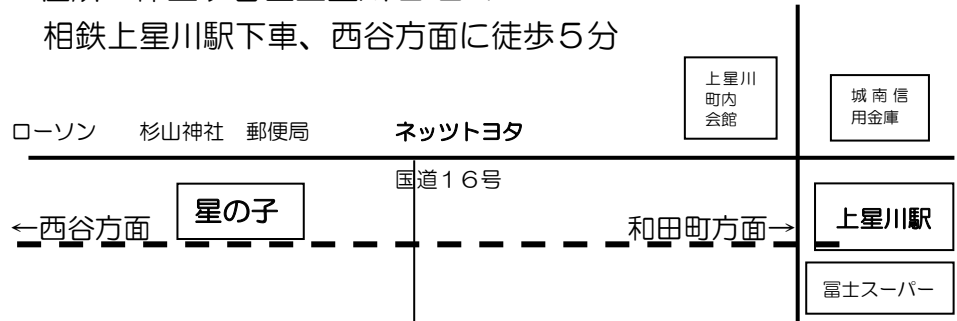 相鉄上星川駅下車、西谷方面に徒歩５分
上星川
町内
会館
城南信
用金庫
ローソン　杉山神社　郵便局　ネッツトヨタ
国道１６号
星の子
上星川駅
←西谷方面　和田町方面→
冨士スーパー